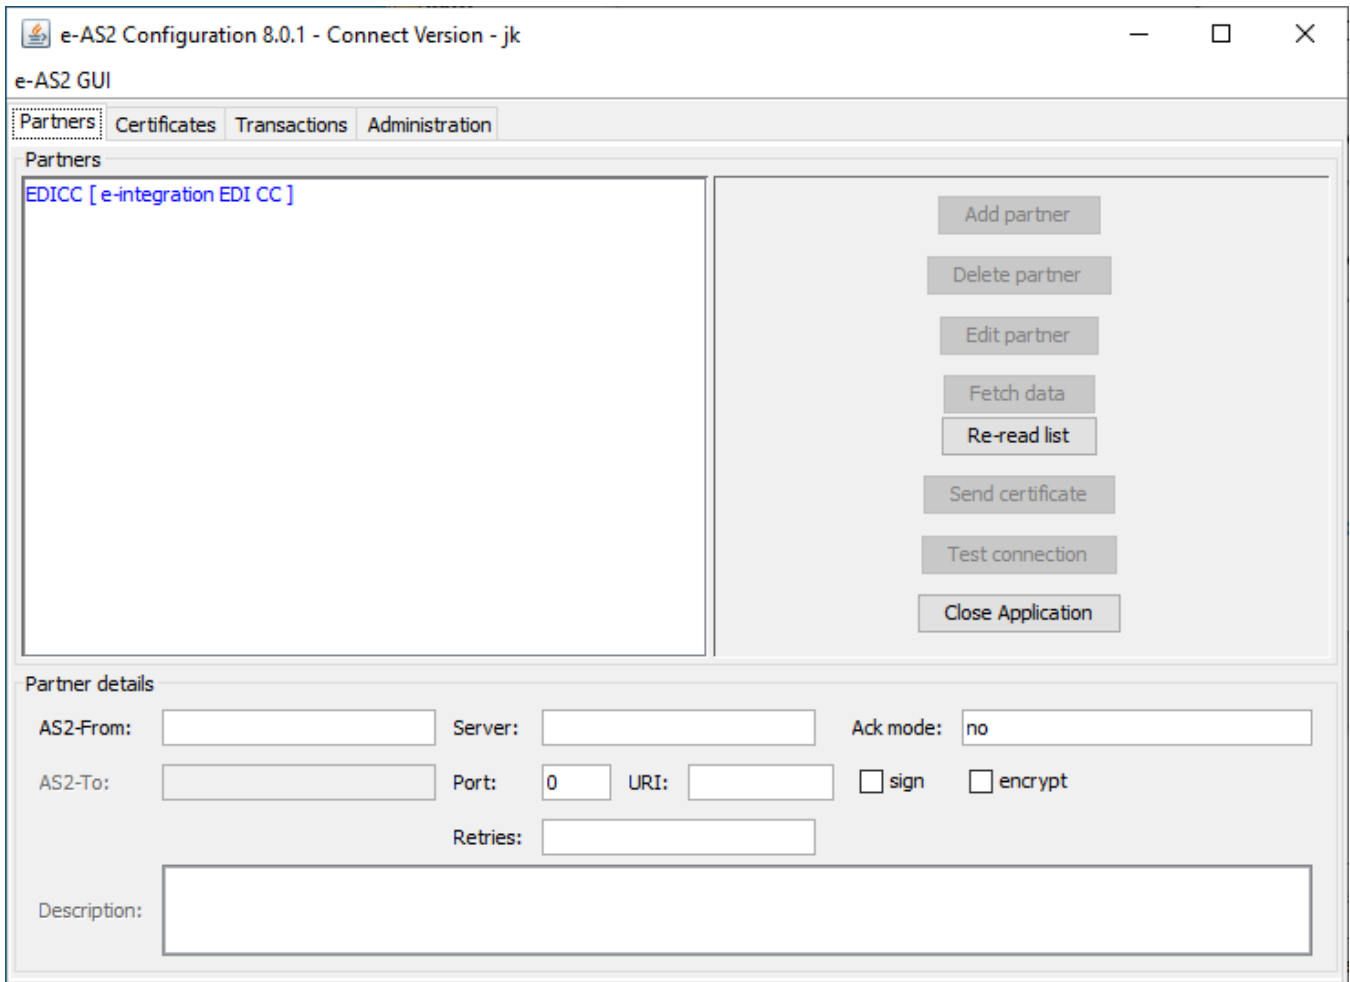 e-AS2 Configuration 8.0.1 - Connect Version - jk
e-AS2 GUI
Partners Certificates Transactions Administration
Partners
EDICC [ e-integration EDI CC ]
Add partner
Delete partner
Edit partner
Fetch data
Re-read list
Send certificate
Test connection
Close Application
Partner details
AS2-From: Server: Ack mode: no
AS2-To: Port: 0 URI: sign encrypt
Retries:
Description: